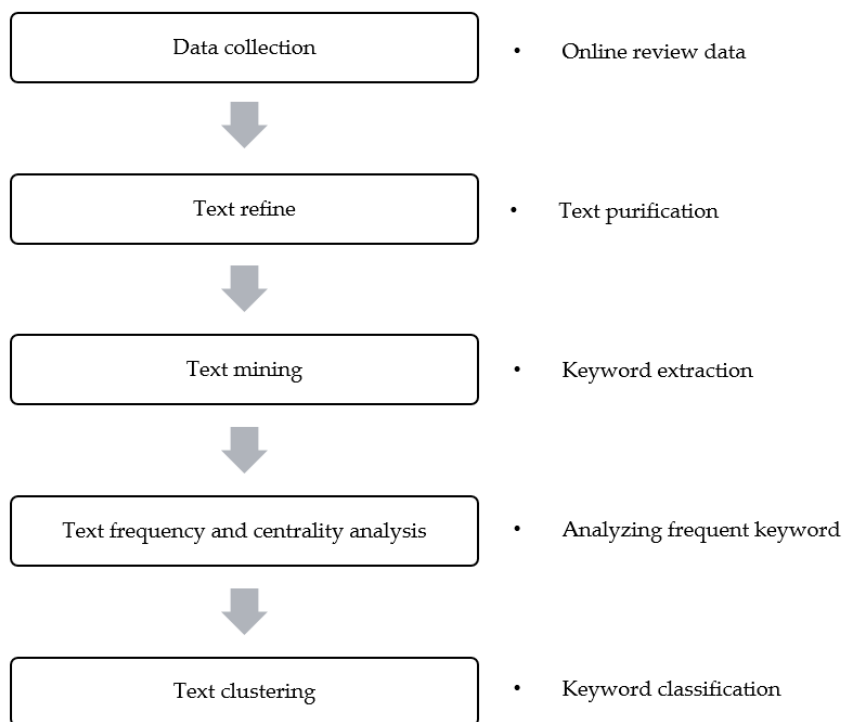 Data collection
• Online review data
Text refine
• Text purification
Text mining
• Keyword extraction
Text frequency and centrality analysis
• Analyzing frequent keyword
Text clustering
• Keyword classification